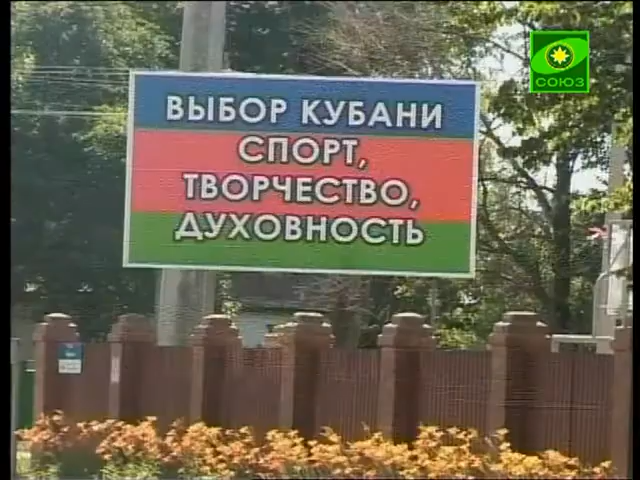 ВЫБОР КУБАНИ
СПОРТ,
ТВОРЧЕСТВО,
ДУХОВНОСТЬ
СОЮЗ